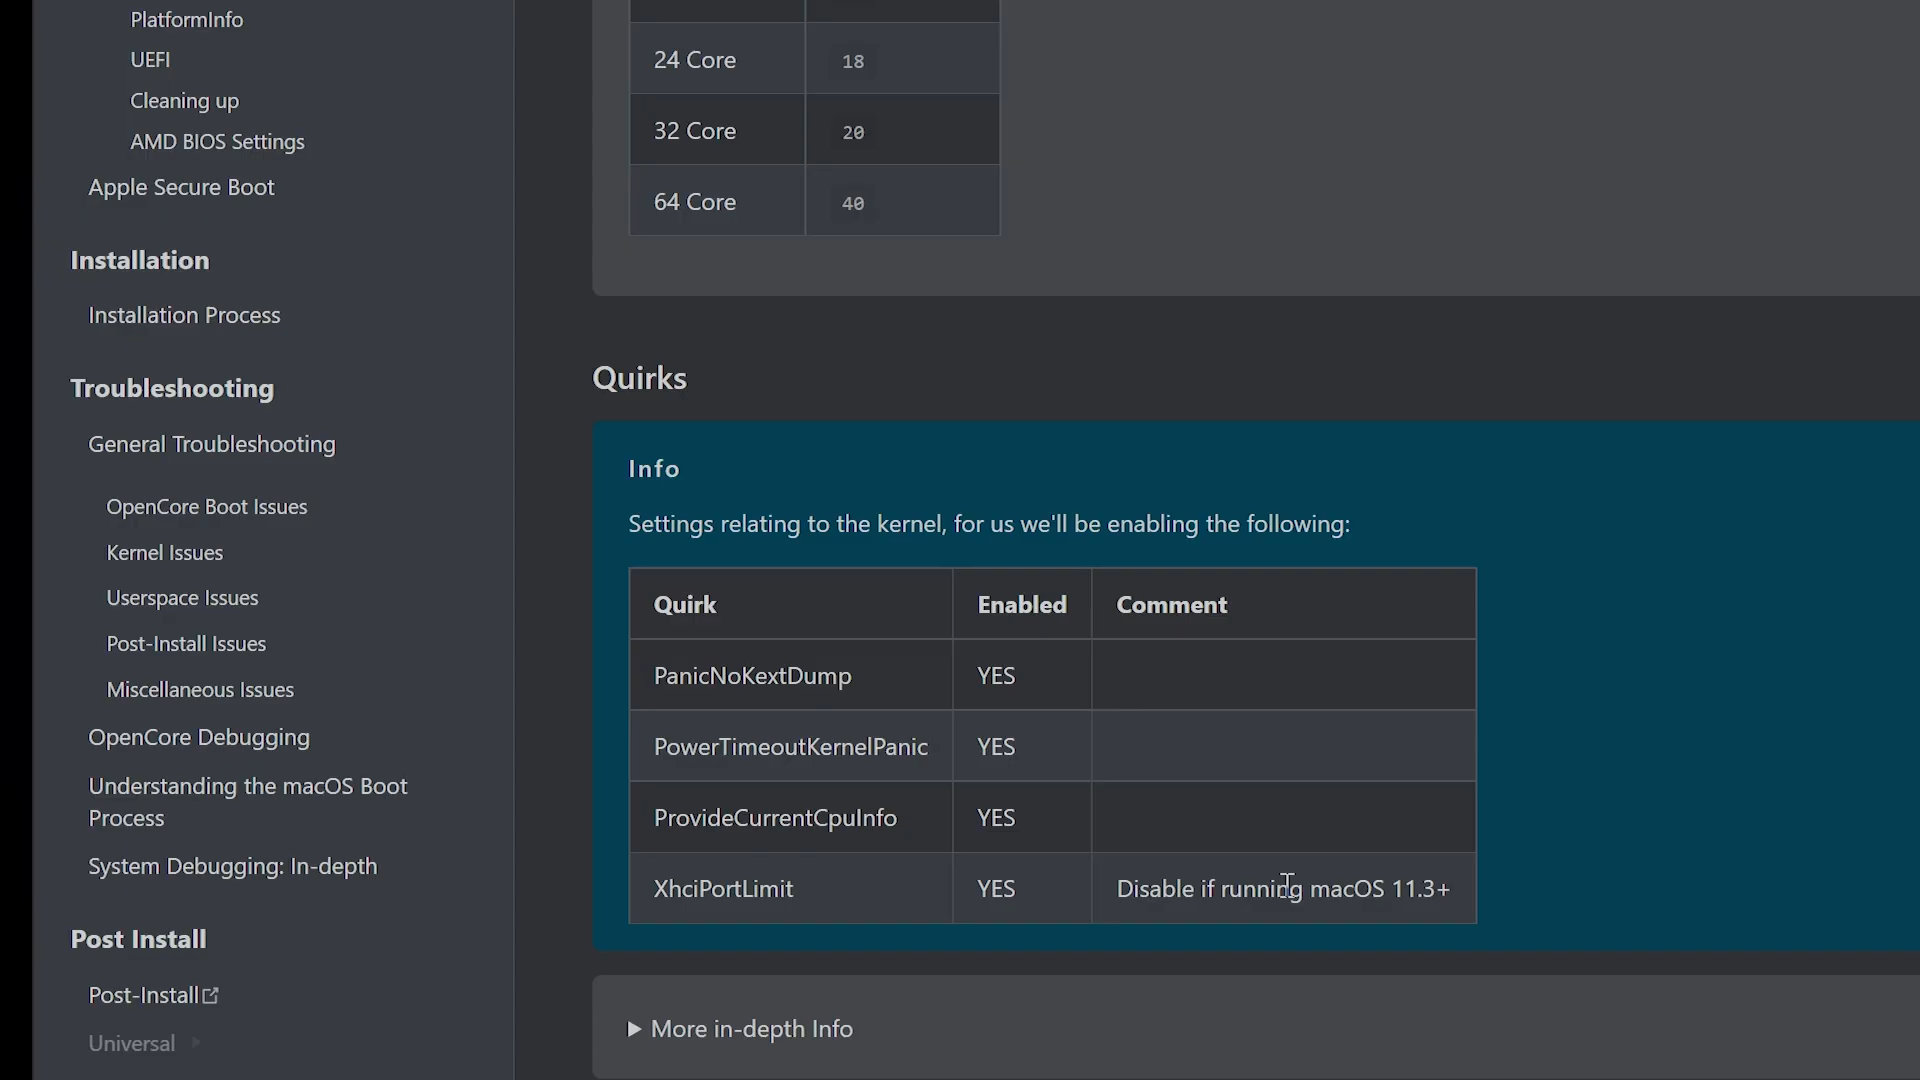 PlatformInfo
UEFI
Cleaning up
AMD BIOS Settings
Apple Secure Boot
Installation
Installation Process
Troubleshooting
General Troubleshooting
OpenCore Boot Issues
Kernel Issues
Userspace Issues
Post-Install Issues
Miscellaneous Issues
OpenCore Debugging
Understanding the macOS Boot
Process
System Debugging: In-depth
Post Install
Post-Install
Universal
24 Core 18
32 Core 20
64 Core 40
Quirks
Info
Settings relating to the kernel, for us we'll be enabling the following:
Quirk Enabled Comment
PanicNoKextDump YES
PowerTimeoutKernelPanic YES
ProvideCurrentCpuInfo YES
XhciPortLimit YES Disable if running macOS 11.3+
More in-depth Info